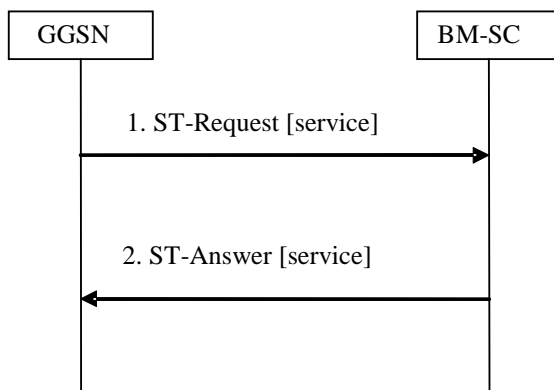 GGSN
BM-SC
1. ST-Request [service]
2. ST-Answer [service]